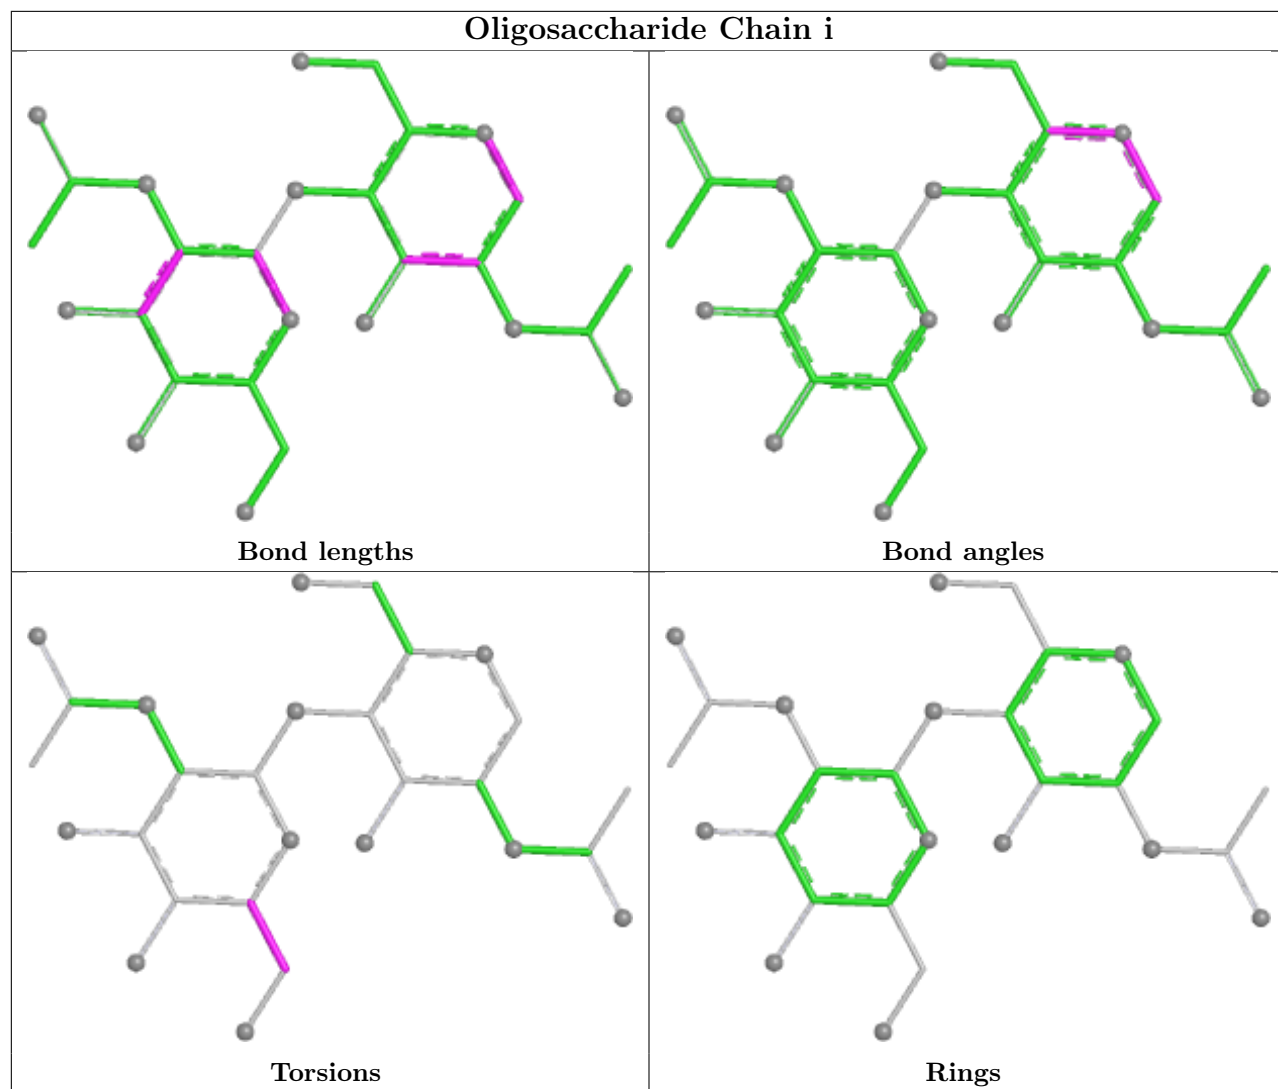 Oligosaccharide Chain i
Bond lengths
Bond angles
Torsions
Rings